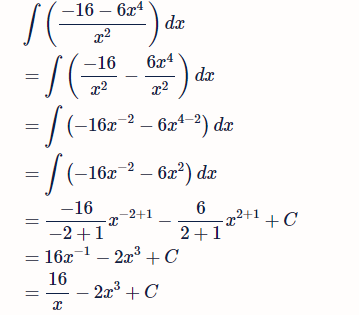 ∫ ( (−16 − 6x⁴) / x² ) dx
= ∫ ( −16 / x² − 6x⁴ / x² ) dx
= ∫ (−16x⁻² − 6x⁴⁻²) dx
= ∫ (−16x⁻² − 6x²) dx
= −16 / (−2 + 1) x⁻²⁺¹ − 6 / (2 + 1) x²⁺¹ + C
= 16x⁻¹ − 2x³ + C
= 16 / x − 2x³ + C